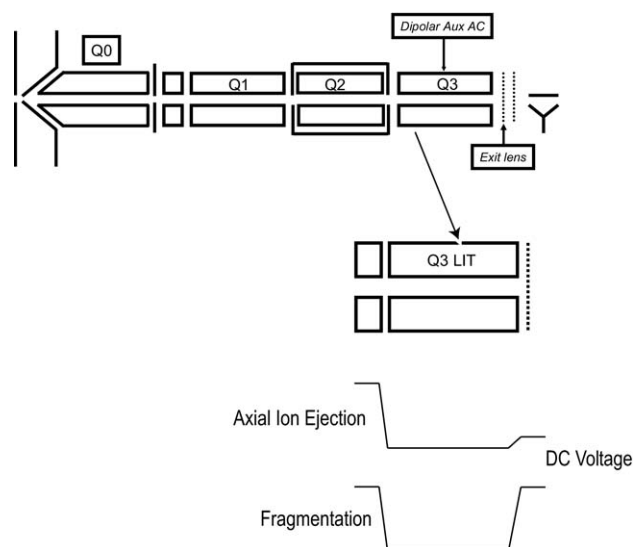 Dipolar Aux AC
Q0
Q1
Q2
Q3
Exit lens
Q3 LIT
Axial Ion Ejection
DC Voltage
Fragmentation